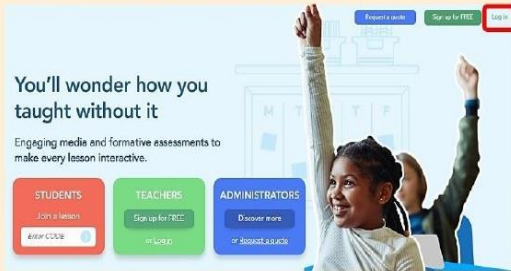 Request a quote
Sign up for FREE
Log in
You'll wonder how you
taught without it
M T T F
Engaging media and formative assessments to
make every lesson interactive.
STUDENTS
Join a lesson
Enter CODE
TEACHERS
Sign up for FREE
or Log in
ADMINISTRATORS
Discover more
or Request a quote